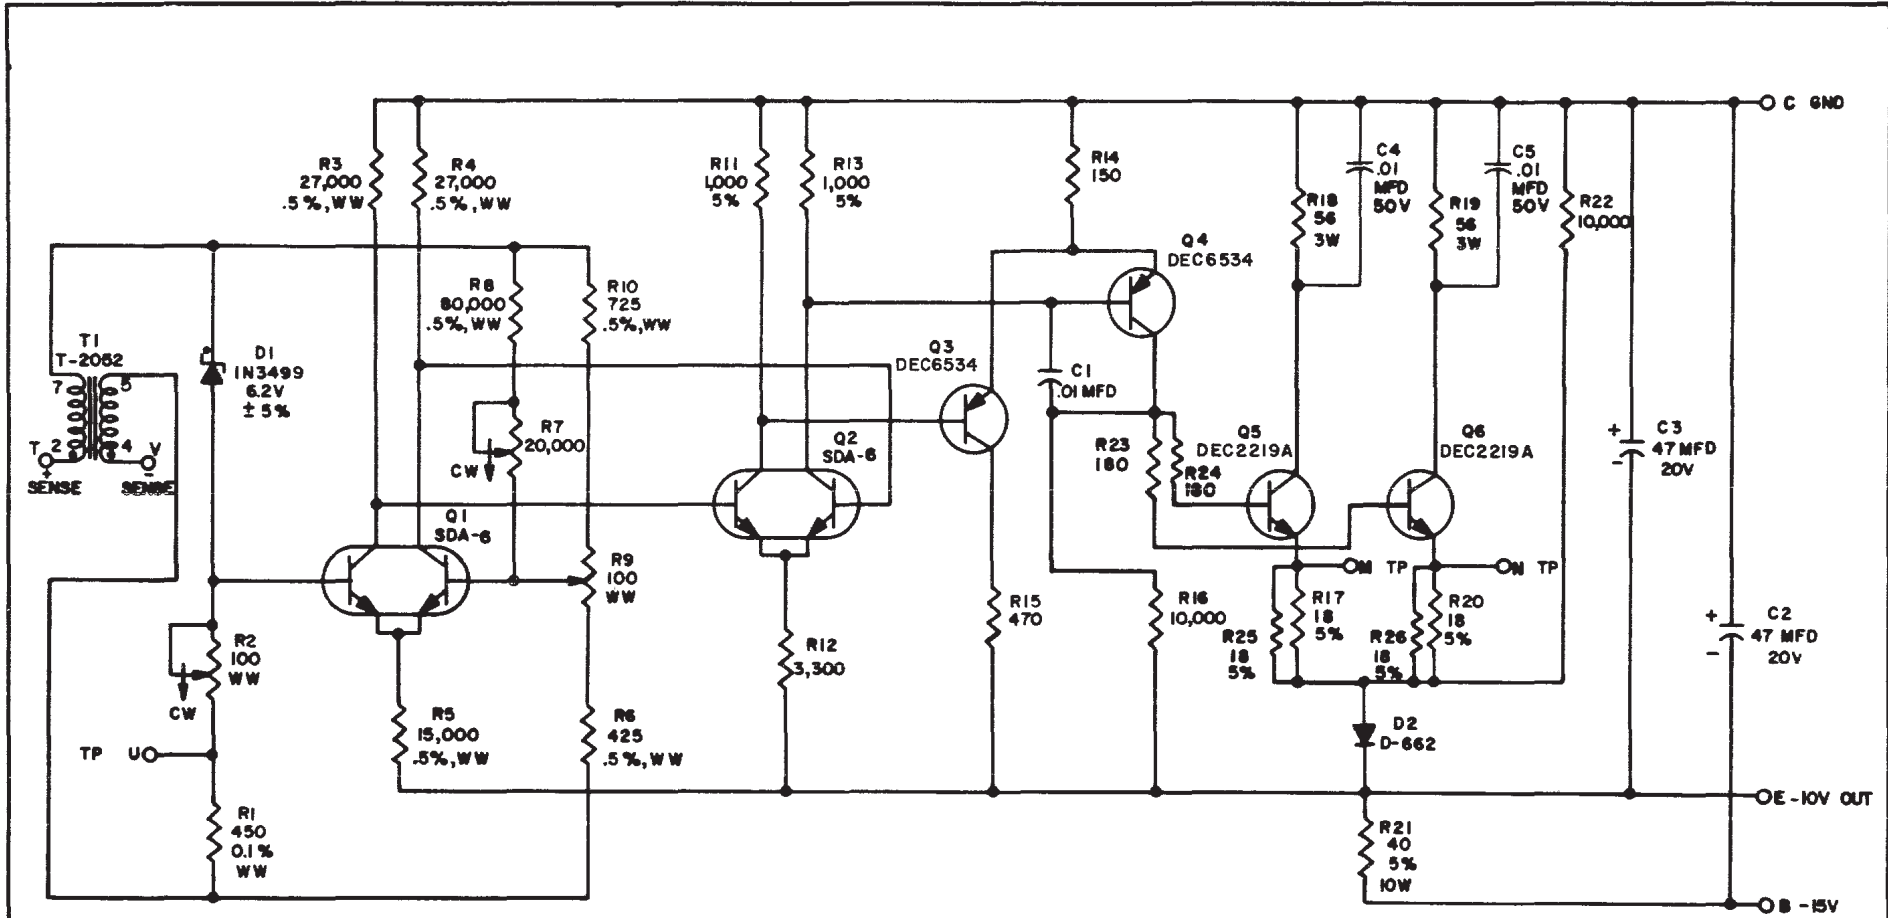 C GND
R3
27,000
.5%, WW
R4
27,000
.5%, WW
R11
1,000
5%
R13
1,000
5%
R14
150
C4
.01
MFD
50V
C5
.01
MFD
50V
R18
56
3W
R19
56
3W
R22
10,000
Q4
DEC6534
R8
80,000
.5%, WW
R10
725
.5%, WW
T1
T-2052
7
5
T
2
4
V
+
SENSE
-
SENSE
D1
1N3499
6.2V
± 5%
Q3
DEC6534
C1
.01 MFD
R7
20,000
CW
Q2
SDA-6
R23
180
R24
180
Q5
DEC2219A
Q6
DEC2219A
+
-
C3
47 MFD
20V
Q1
SDA-6
R9
100
WW
M TP
N TP
R15
470
R16
10,000
R25
18
5%
R17
18
5%
R26
18
5%
R20
18
5%
+
-
C2
47 MFD
20V
R2
100
WW
CW
R12
3,300
TP U
R5
15,000
.5%, WW
R6
425
.5%, WW
D2
D-662
E -10V OUT
R1
450
0.1%
WW
R21
40
5%
10W
B -15V